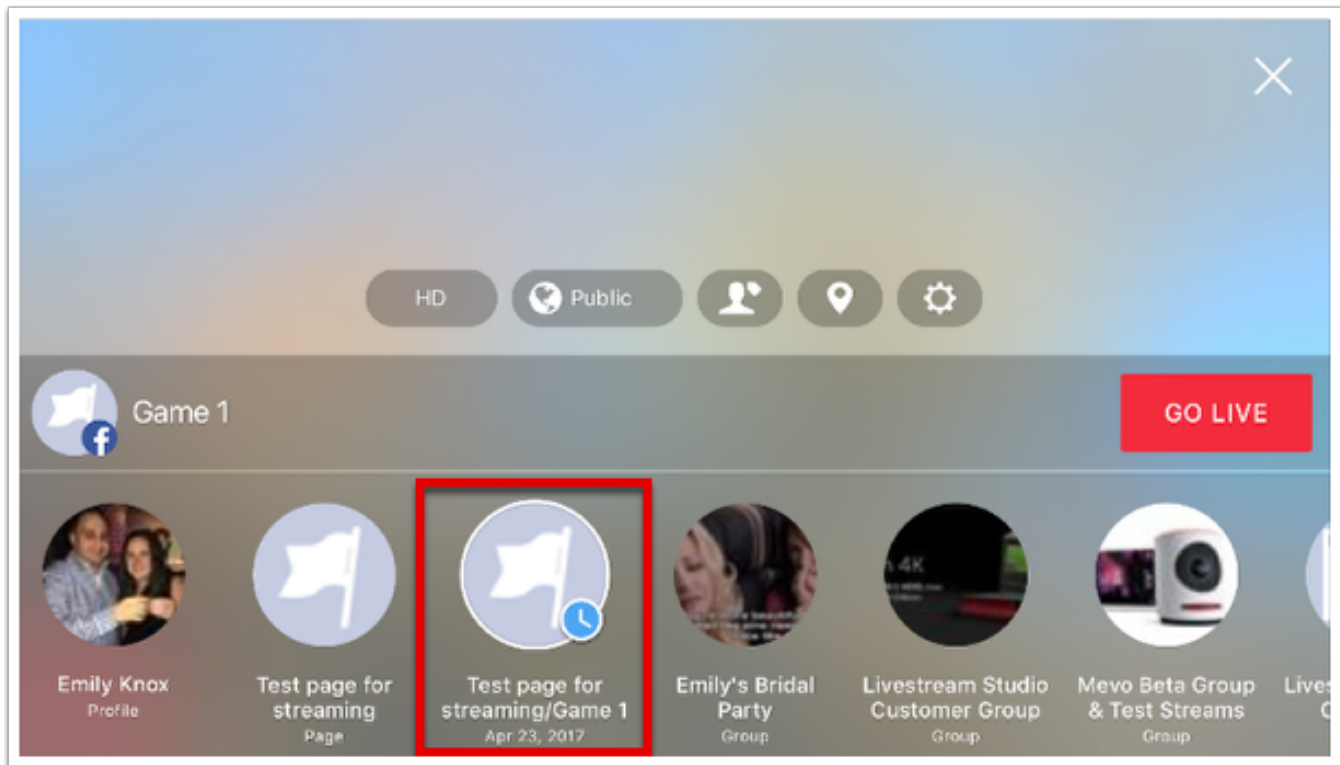 HD
Public
Game 1
GO LIVE
Emily Knox
Profile
Test page for
streaming
Page
Test page for
streaming/Game 1
Apr 23, 2017
Emily's Bridal
Party
Group
4K
Livestream Studio
Customer Group
Group
Mevo Beta Group
& Test Streams
Group